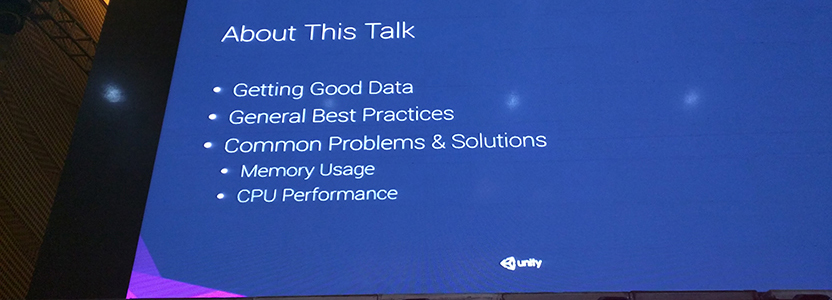 About This Talk
• Getting Good Data
• General Best Practices
• Common Problems & Solutions
• Memory Usage
• CPU Performance
unity